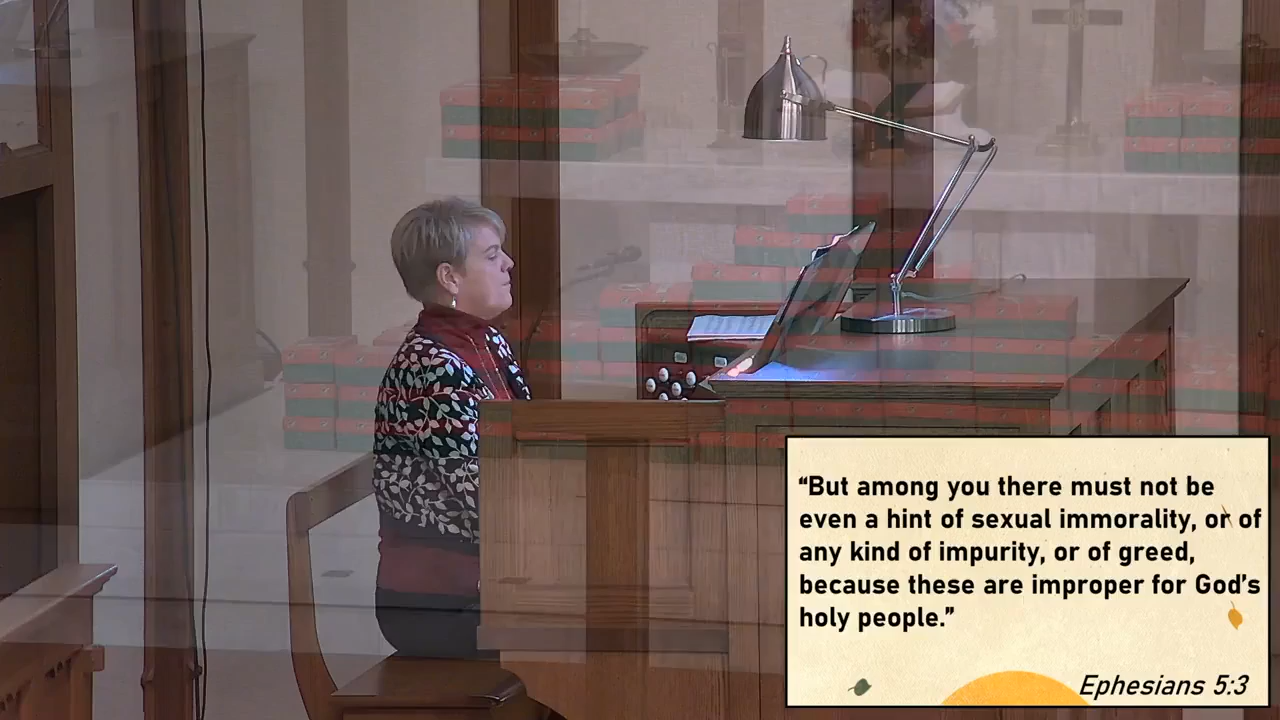 “But among you there must not be
even a hint of sexual immorality, or of
any kind of impurity, or of greed,
because these are improper for God’s
holy people.”
Ephesians 5:3